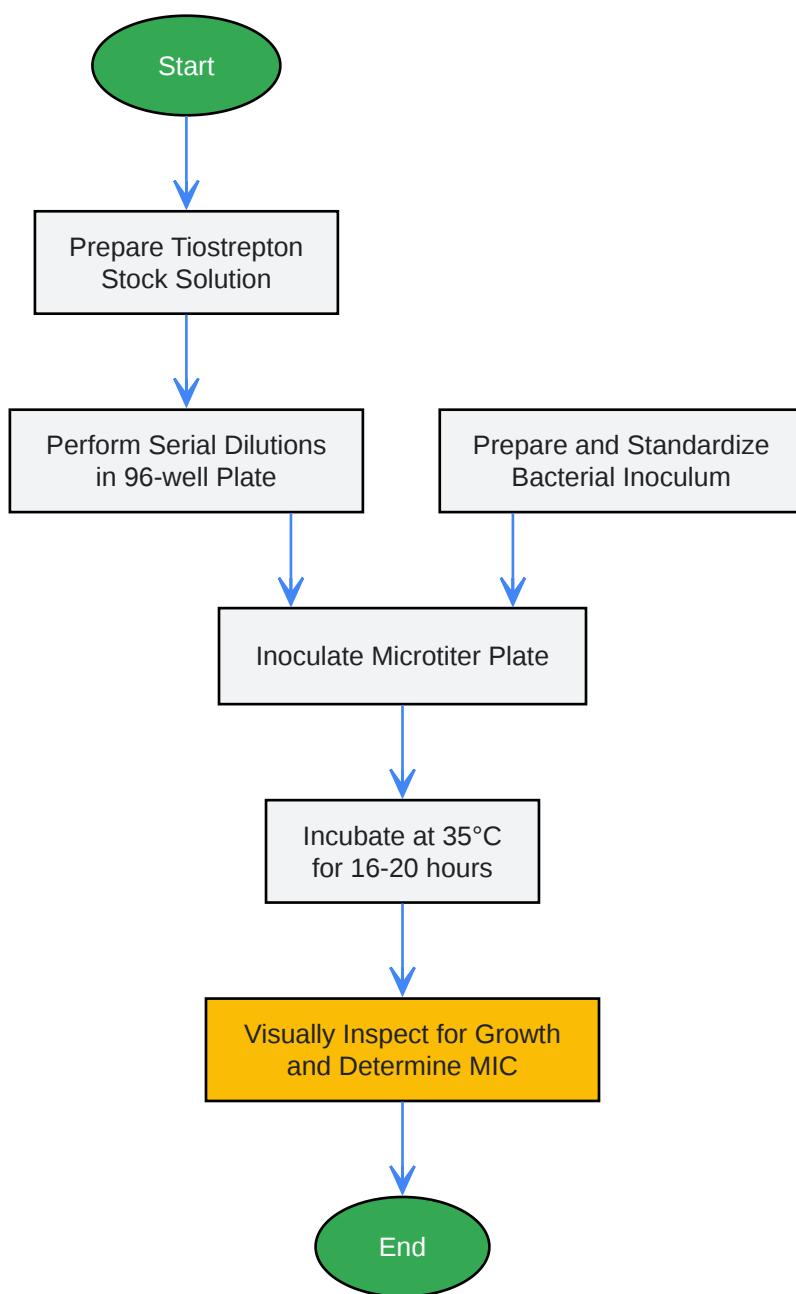 Start
Prepare Tiostrepton
Stock Solution
Perform Serial Dilutions
in 96-well Plate
Prepare and Standardize
Bacterial Inoculum
Inoculate Microtiter Plate
Incubate at 35°C
for 16-20 hours
Visually Inspect for Growth
and Determine MIC
End